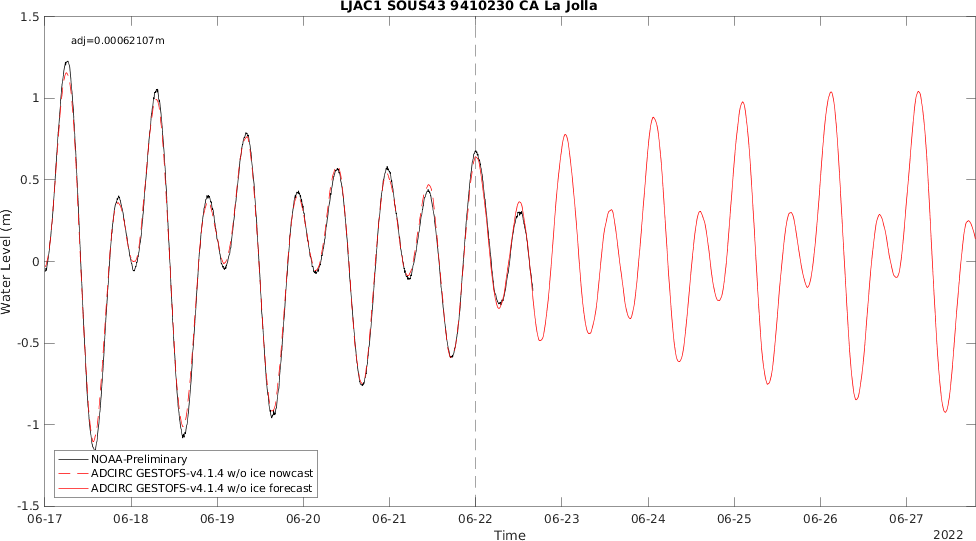 LJAC1 SOUS43 9410230 CA La Jolla
adj=0.00062107m
1.5
1
0.5
0
-0.5
-1
-1.5
Water Level (m)
NOAA-Preliminary
ADCIRC GESTOFS-v4.1.4 w/o ice nowcast
ADCIRC GESTOFS-v4.1.4 w/o ice forecast
06-17 06-18 06-19 06-20 06-21 06-22 06-23 06-24 06-25 06-26 06-27
Time
2022